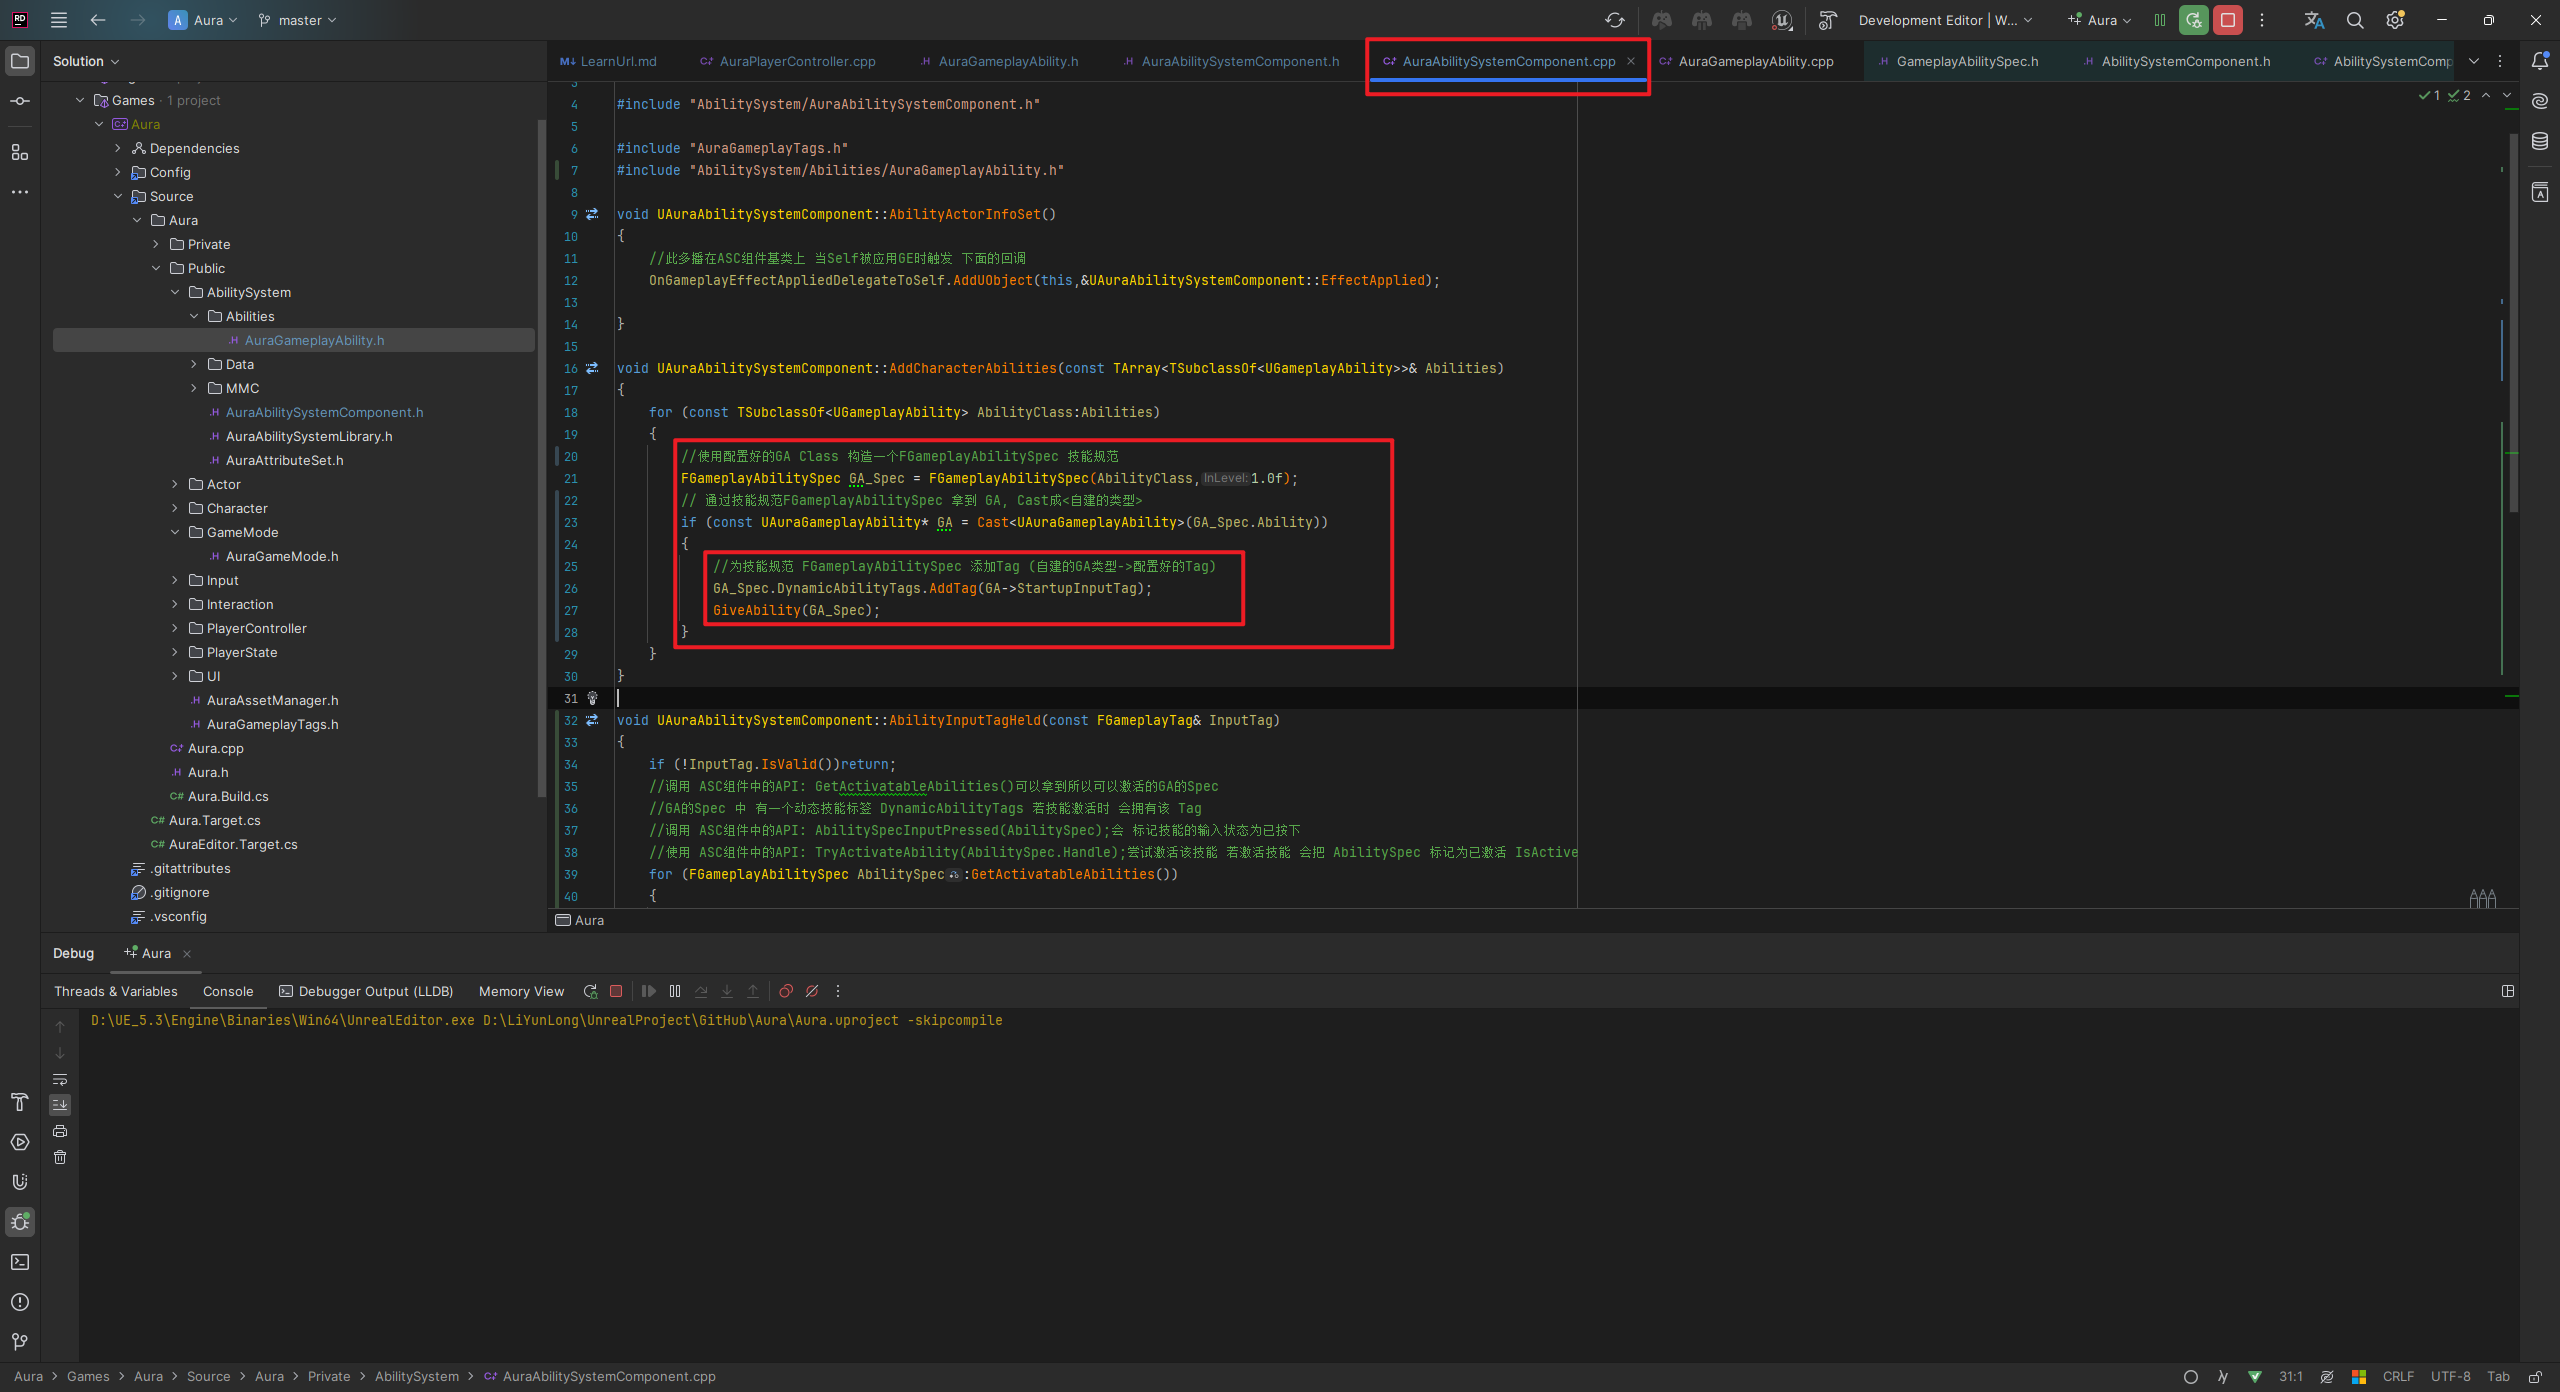 Aura
master
Development Editor | W...
Aura
Solution
Games · 1 project
Aura
Dependencies
Config
Source
Aura
Private
Public
AbilitySystem
Abilities
AuraGameplayAbility.h
Data
MMC
AuraAbilitySystemComponent.h
AuraAbilitySystemLibrary.h
AuraAttributeSet.h
Actor
Character
GameMode
AuraGameMode.h
Input
Interaction
PlayerController
PlayerState
UI
AuraAssetManager.h
AuraGameplayTags.h
Aura.cpp
Aura.h
Aura.Build.cs
Aura.Target.cs
AuraEditor.Target.cs
.gitattributes
.gitignore
.vsconfig
LearnUrl.md
AuraPlayerController.cpp
AuraGameplayAbility.h
AuraAbilitySystemComponent.h
AuraAbilitySystemComponent.cpp
AuraGameplayAbility.cpp
GameplayAbilitySpec.h
AbilitySystemComponent.h
AbilitySystemComp
1 2
4 #include "AbilitySystem/AuraAbilitySystemComponent.h"
5
6 #include "AuraGameplayTags.h"
7 #include "AbilitySystem/Abilities/AuraGameplayAbility.h"
8
9 void UAuraAbilitySystemComponent::AbilityActorInfoSet()
10 {
11 //此多播在ASC组件基类上 当Self被应用GE时触发 下面的回调
12 OnGameplayEffectAppliedDelegateToSelf.AddUObject(this,&UAuraAbilitySystemComponent::EffectApplied);
13
14 }
15
16 void UAuraAbilitySystemComponent::AddCharacterAbilities(const TArray<TSubclassOf<UGameplayAbility>>& Abilities)
17 {
18 for (const TSubclassOf<UGameplayAbility> AbilityClass:Abilities)
19 {
20 //使用配置好的GA Class 构造一个FGameplayAbilitySpec 技能规范
21 FGameplayAbilitySpec GA_Spec = FGameplayAbilitySpec(AbilityClass, InLevel: 1.0f);
22 // 通过技能规范FGameplayAbilitySpec 拿到 GA, Cast成<自建的类型>
23 if (const UAuraGameplayAbility* GA = Cast<UAuraGameplayAbility>(GA_Spec.Ability))
24 {
25 //为技能规范 FGameplayAbilitySpec 添加Tag (自建的GA类型->配置好的Tag)
26 GA_Spec.DynamicAbilityTags.AddTag(GA->StartupInputTag);
27 GiveAbility(GA_Spec);
28 }
29 }
30 }
31
32 void UAuraAbilitySystemComponent::AbilityInputTagHeld(const FGameplayTag& InputTag)
33 {
34 if (!InputTag.IsValid())return;
35 //调用 ASC组件中的API: GetActivatableAbilities()可以拿到所以可以激活的GA的Spec
36 //GA的Spec 中 有一个动态技能标签 DynamicAbilityTags 若技能激活时 会拥有该 Tag
37 //调用 ASC组件中的API: AbilitySpecInputPressed(AbilitySpec);会 标记技能的输入状态为已按下
38 //使用 ASC组件中的API: TryActivateAbility(AbilitySpec.Handle);尝试激活该技能 若激活技能 会把 AbilitySpec 标记为已激活 IsActive
39 for (FGameplayAbilitySpec AbilitySpec :GetActivatableAbilities())
40 {
Aura
Debug
Aura
Threads & Variables
Console
Debugger Output (LLDB)
Memory View
D:\UE_5.3\Engine\Binaries\Win64\UnrealEditor.exe D:\LiYunLong\UnrealProject\GitHub\Aura\Aura.uproject -skipcompile
Aura > Games > Aura > Source > Aura > Private > AbilitySystem > AuraAbilitySystemComponent.cpp
31:1
CRLF
UTF-8
Tab